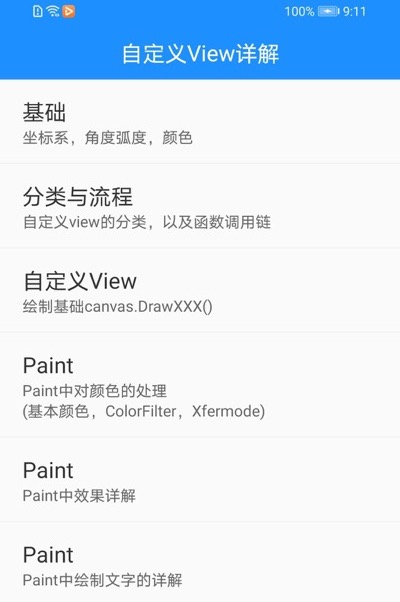 100% 9:11
自定义View详解
基础
坐标系，角度弧度，颜色
分类与流程
自定义view的分类，以及函数调用链
自定义View
绘制基础canvas.DrawXXX()
Paint
Paint中对颜色的处理
(基本颜色，ColorFilter，Xfermode)
Paint
Paint中效果详解
Paint
Paint中绘制文字的详解